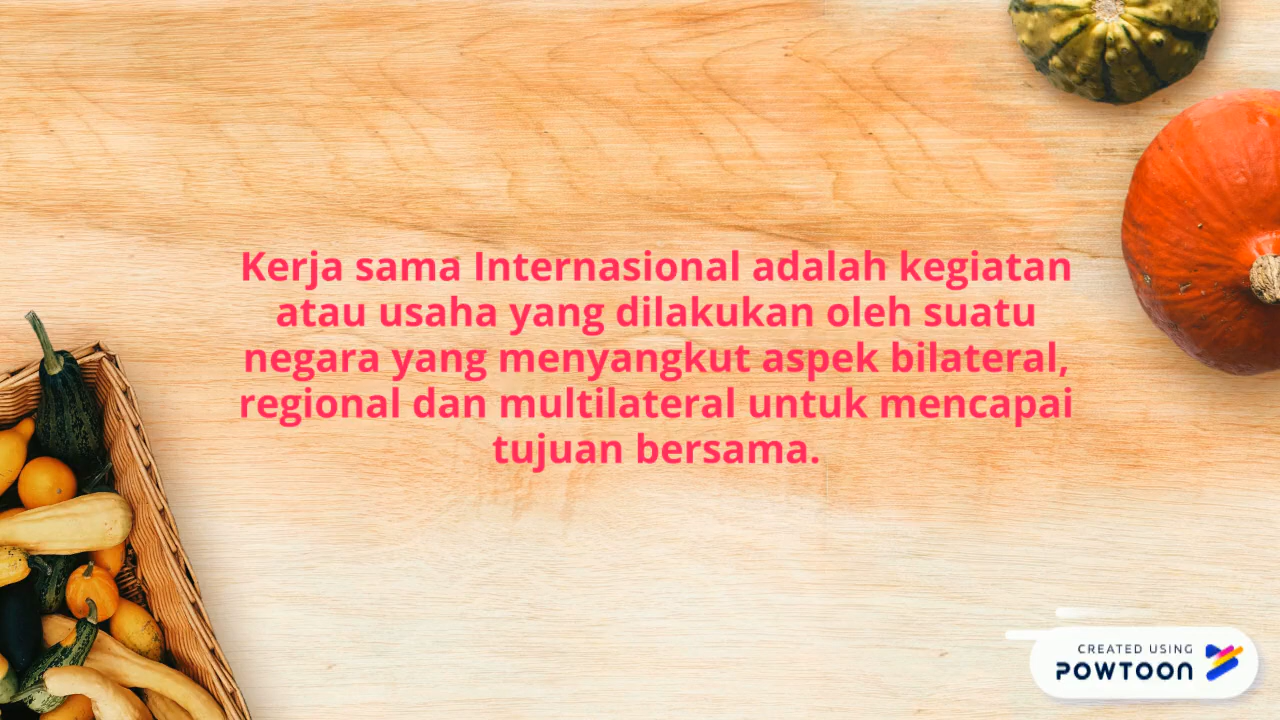 Kerja sama Internasional adalah kegiatan
atau usaha yang dilakukan oleh suatu
negara yang menyangkut aspek bilateral,
regional dan multilateral untuk mencapai
tujuan bersama.
CREATED USING
POWTOON